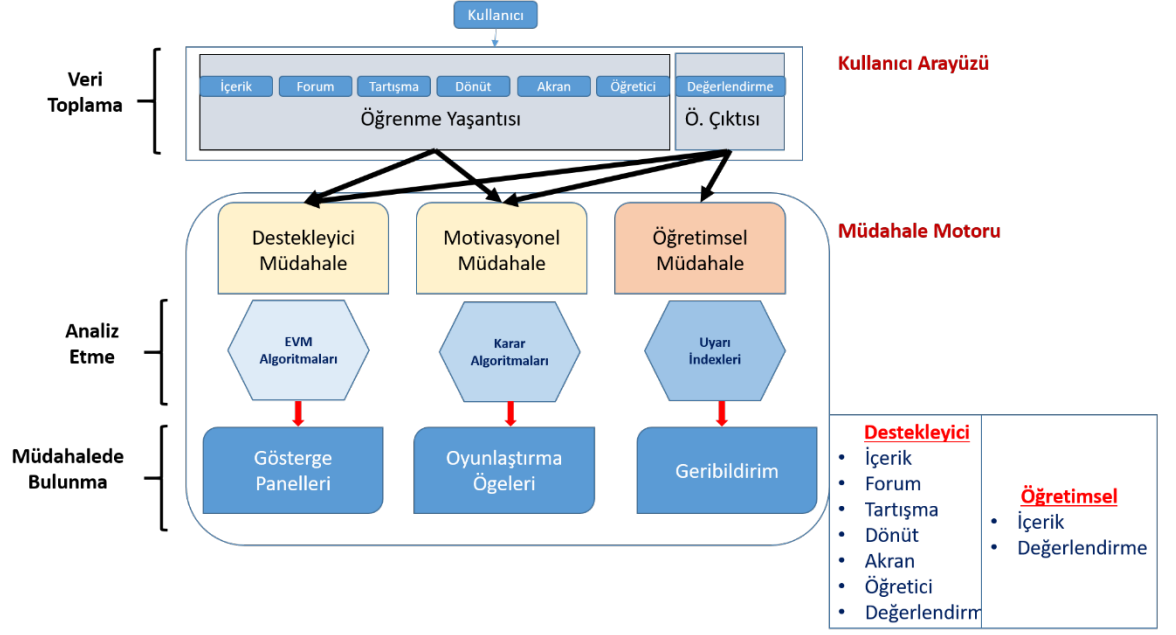 Kullanıcı
Veri
Toplama
İçerik
Forum
Tartışma
Dönüt
Akran
Öğretici
Değerlendirme
Öğrenme Yaşantısı
Ö. Çıktısı
Kullanıcı Arayüzü
Destekleyici
Müdahale
Motivasyonel
Müdahale
Öğretimsel
Müdahale
Müdahale Motoru
Analiz
Etme
EVM
Algoritmaları
Karar
Algoritmaları
Uyarı
İndexleri
Müdahalede
Bulunma
Gösterge
Panelleri
Oyunlaştırma
Ögeleri
Geribildirim
Destekleyici
• İçerik
• Forum
• Tartışma
• Dönüt
• Akran
• Öğretici
• Değerlendirm
Öğretimsel
• İçerik
• Değerlendirme